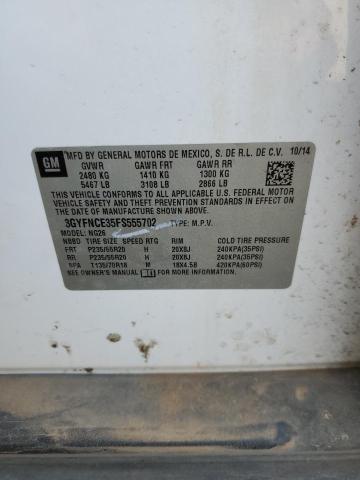 GM
MFD BY GENERAL MOTORS DE MEXICO, S. DE R.L. DE C.V. 10/14
GVWR GAWR FRT GAWR RR
2480 KG 1410 KG 1300 KG
5467 LB 3108 LB 2866 LB
THIS VEHICLE CONFORMS TO ALL APPLICABLE U.S. FEDERAL MOTOR
VEHICLE SAFETY, BUMPER, AND THEFT PREVENTION STANDARDS IN
EFFECT ON THE DATE OF MANUFACTURE SHOWN ABOVE.
3GYFNCE35FS555702 TYPE: M.P.V.
MODEL: NG26
NBBD TIRE SIZE SPEED RTG RIM COLD TIRE PRESSURE
FRT P235/55R20 H 20X8J 240KPA(35PSI)
RR P235/55R20 H 20X8J 240KPA(35PSI)
SPA T135/70R18 M 18X4.5B 420KPA(60PSI)
SEE OWNER'S MANUAL FOR MORE INFORMATION.